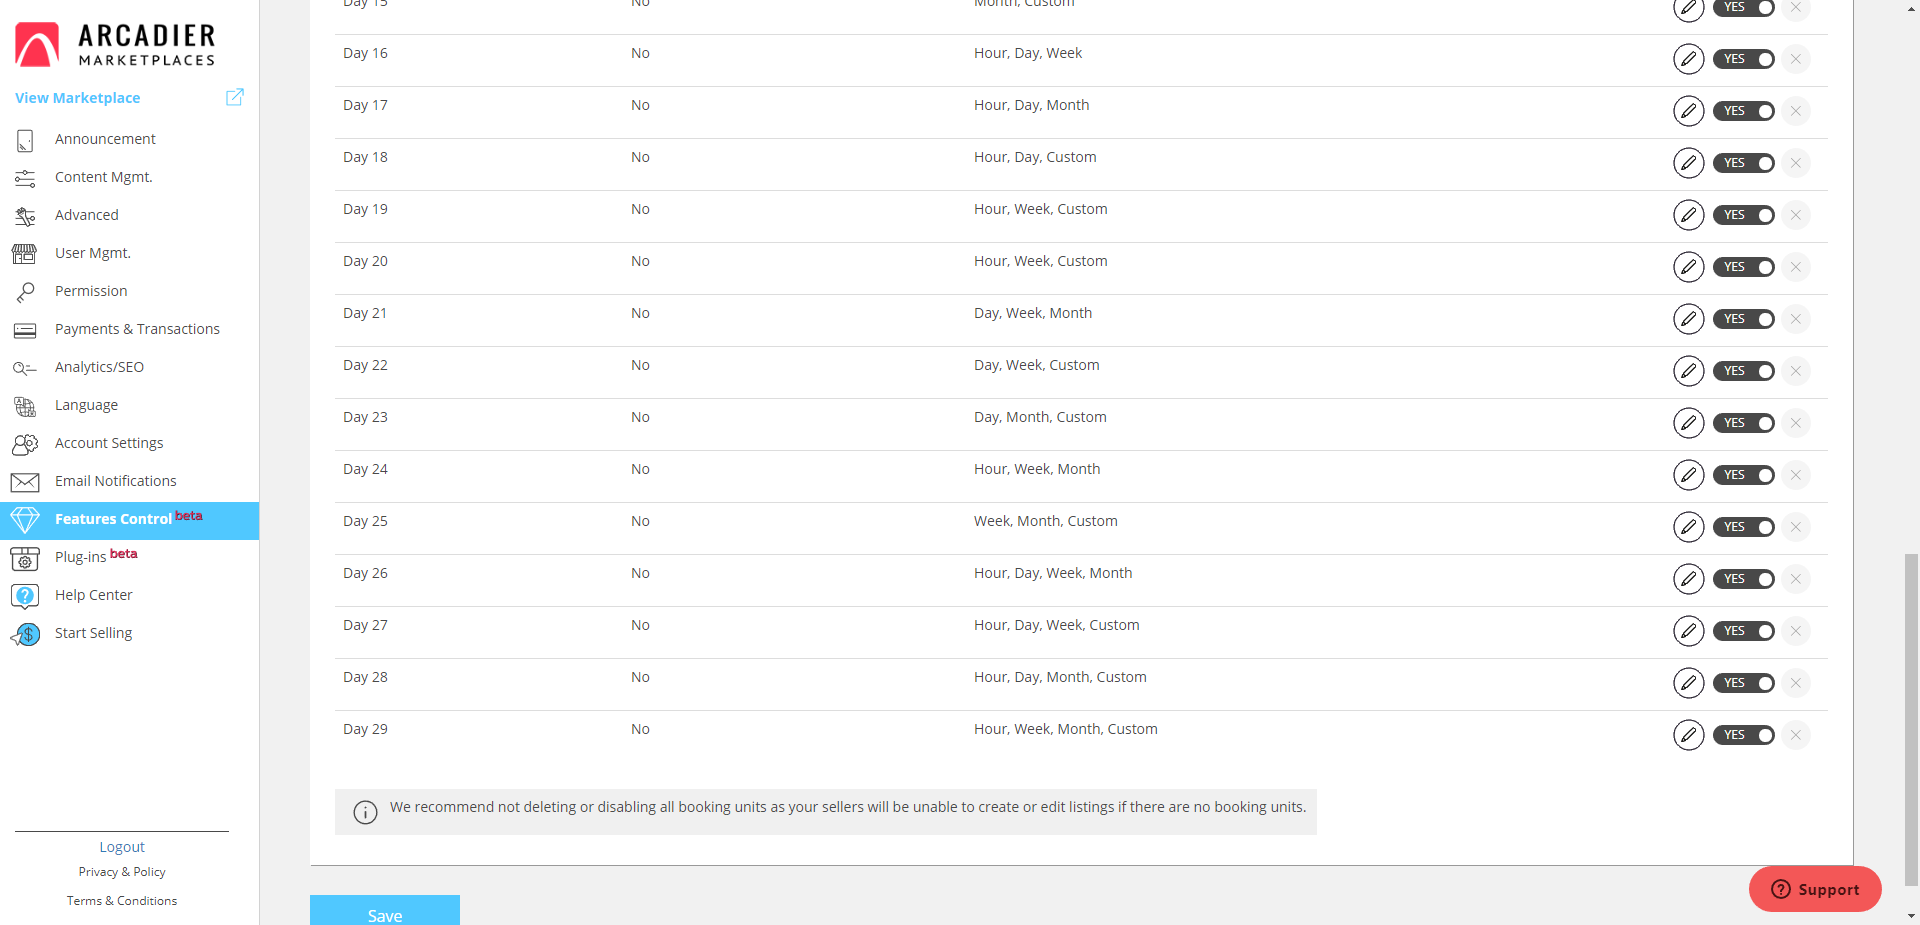 ARCADIER
MARKETPLACES
View Marketplace
Announcement
Content Mgmt.
Advanced
User Mgmt.
Permission
Payments & Transactions
Analytics/SEO
Language
Account Settings
Email Notifications
Features Control beta
Plug-ins beta
Help Center
Start Selling
Logout
Privacy & Policy
Terms & Conditions
Day 15 No Month, Custom YES
Day 16 No Hour, Day, Week YES
Day 17 No Hour, Day, Month YES
Day 18 No Hour, Day, Custom YES
Day 19 No Hour, Week, Custom YES
Day 20 No Hour, Week, Custom YES
Day 21 No Day, Week, Month YES
Day 22 No Day, Week, Custom YES
Day 23 No Day, Month, Custom YES
Day 24 No Hour, Week, Month YES
Day 25 No Week, Month, Custom YES
Day 26 No Hour, Day, Week, Month YES
Day 27 No Hour, Day, Week, Custom YES
Day 28 No Hour, Day, Month, Custom YES
Day 29 No Hour, Week, Month, Custom YES
We recommend not deleting or disabling all booking units as your sellers will be unable to create or edit listings if there are no booking units.
Save
Support